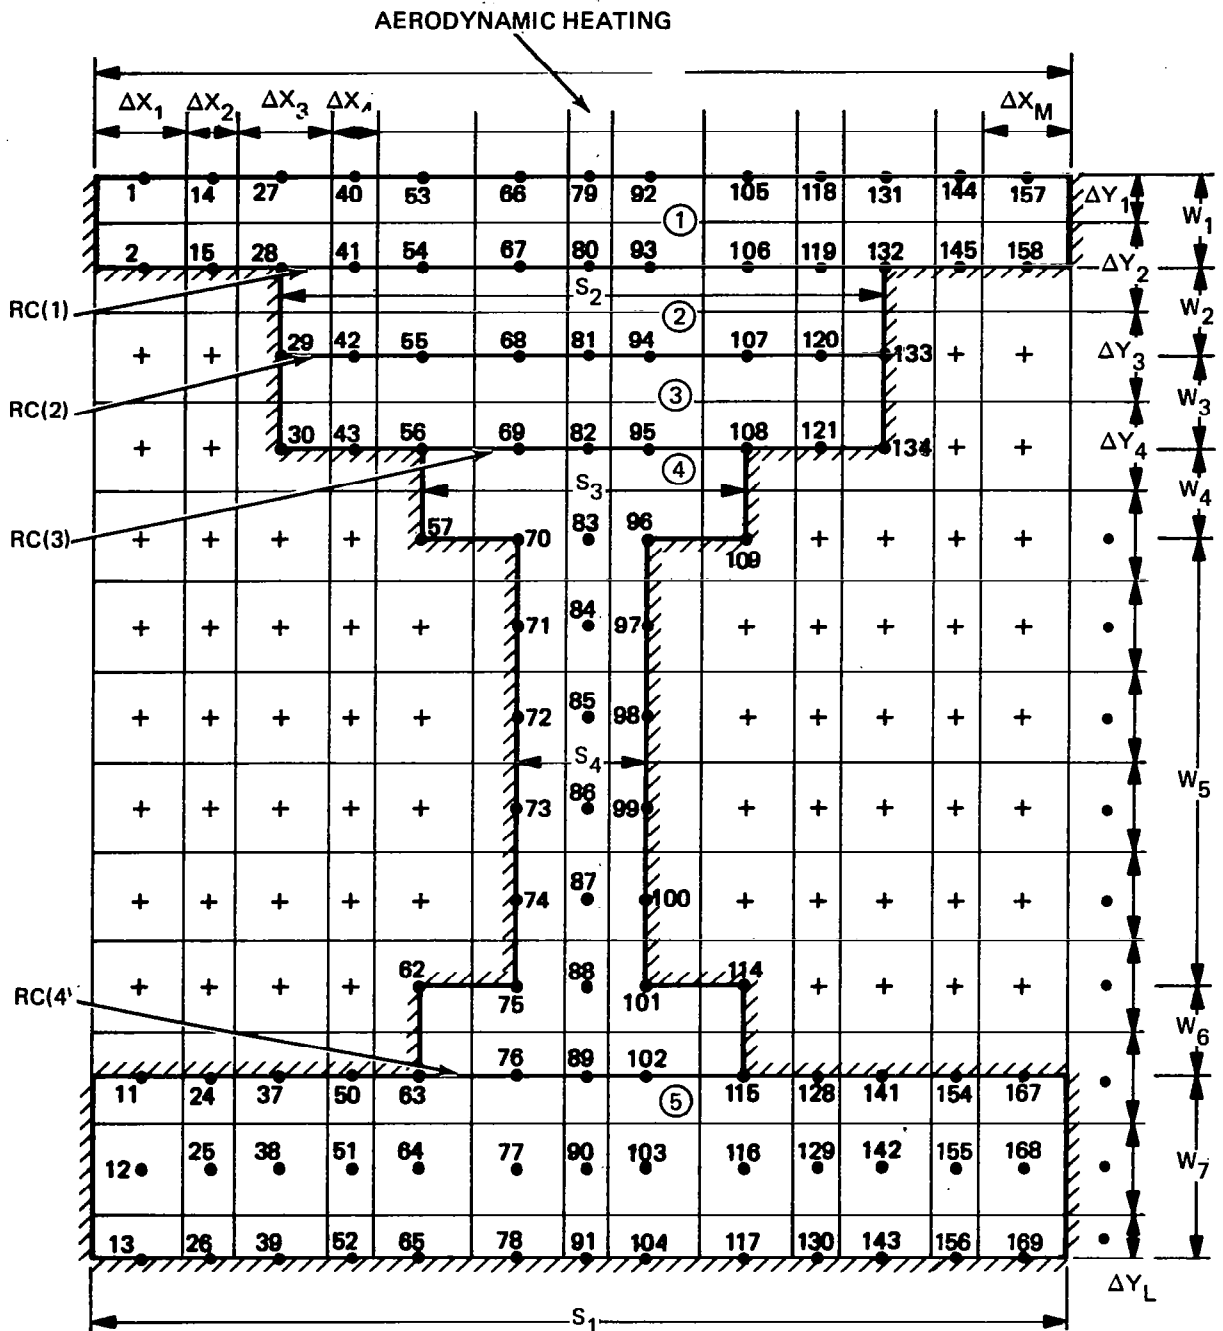 AERODYNAMIC HEATING
ΔX1 ΔX2 ΔX3 ΔX4 ΔXM
1 14 27 40 53 66 79 92 105 118 131 144 157 ΔY1 W1
①
2 15 28 41 54 67 80 93 106 119 132 145 158 ΔY2
RC(1) S2 W2
②
29 42 55 68 81 94 107 120 133 ΔY3
RC(2) ③ W3
30 43 56 69 82 95 108 121 134 ΔY4
④
S3 W4
RC(3) 57 70 83 96 109
71 84 97
72 85 98
S4 W5
73 86 99
74 87 100
62 75 88 101 114
RC(4) W6
76 89 102
11 24 37 50 63 115 128 141 154 167
⑤
12 25 38 51 64 77 90 103 116 129 142 155 168 W7
13 26 39 52 65 78 91 104 117 130 143 156 169
ΔYL
S1